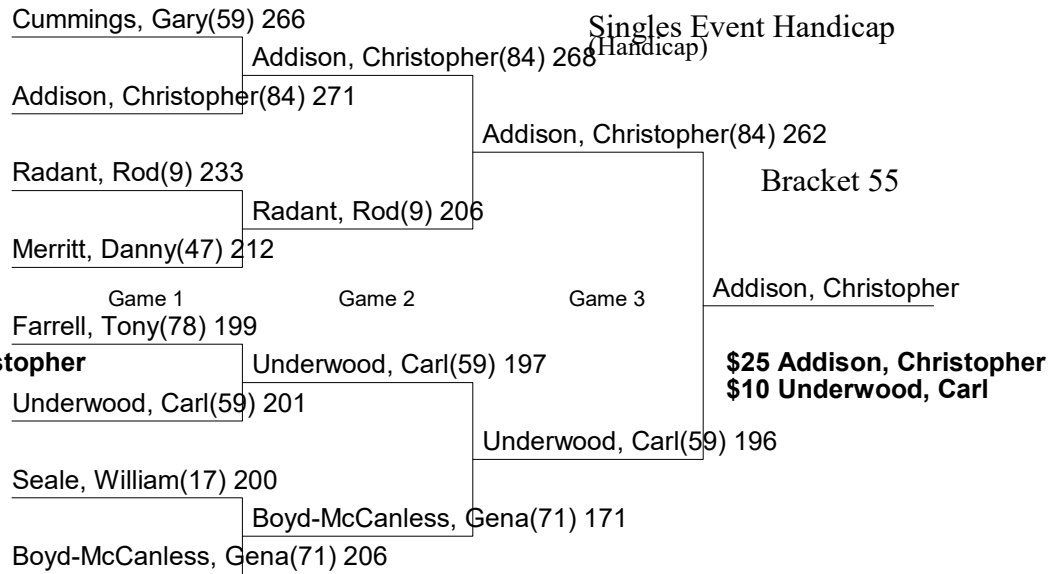 Cummings, Gary(59) 266
Singles Event Handicap
(Handicap)
Addison, Christopher(84) 268
Addison, Christopher(84) 271
Addison, Christopher(84) 262
Radant, Rod(9) 233
Bracket 55
Radant, Rod(9) 206
Merritt, Danny(47) 212
Game 1
Game 2
Game 3
Addison, Christopher
Farrell, Tony(78) 199
stopher
Underwood, Carl(59) 197
$25 Addison, Christopher
$10 Underwood, Carl
Underwood, Carl(59) 201
Underwood, Carl(59) 196
Seale, William(17) 200
Boyd-McCanless, Gena(71) 171
Boyd-McCanless, Gena(71) 206